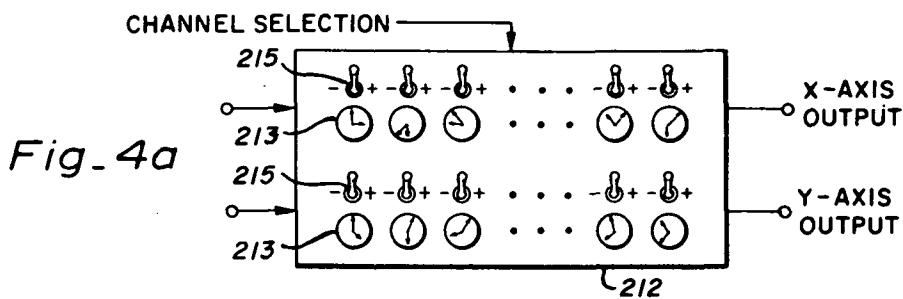 CHANNEL SELECTION
215
- + - + - + • • • - + - +
X-AXIS
OUTPUT
213
• • •
Fig_4a
215
- + - + - + • • • - + - +
Y-AXIS
OUTPUT
213
• • •
212